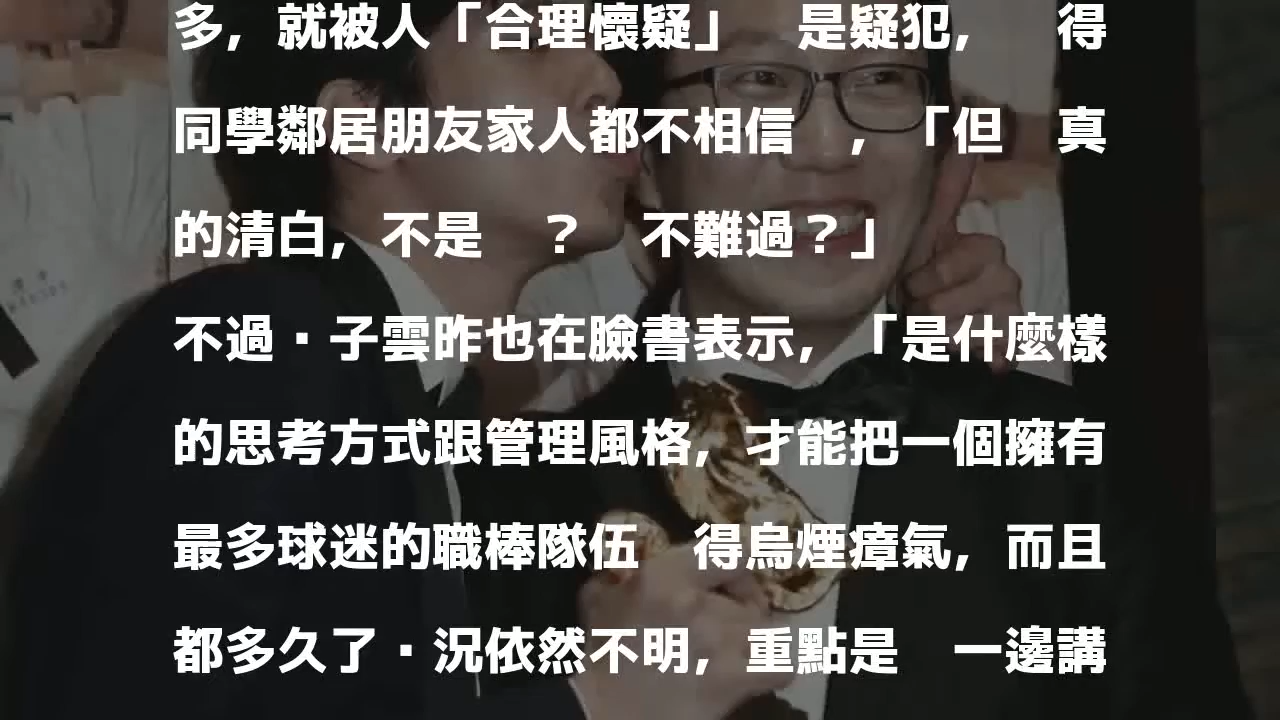 多，就被人「合理懷疑」　是疑犯，　得
同學鄰居朋友家人都不相信　，「但　真
的清白，不是　？　不難過？」
不過·子雲昨也在臉書表示，「是什麼樣
的思考方式跟管理風格，才能把一個擁有
最多球迷的職棒隊伍　得烏煙瘴氣，而且
都多久了·況依然不明，重點是　一邊講